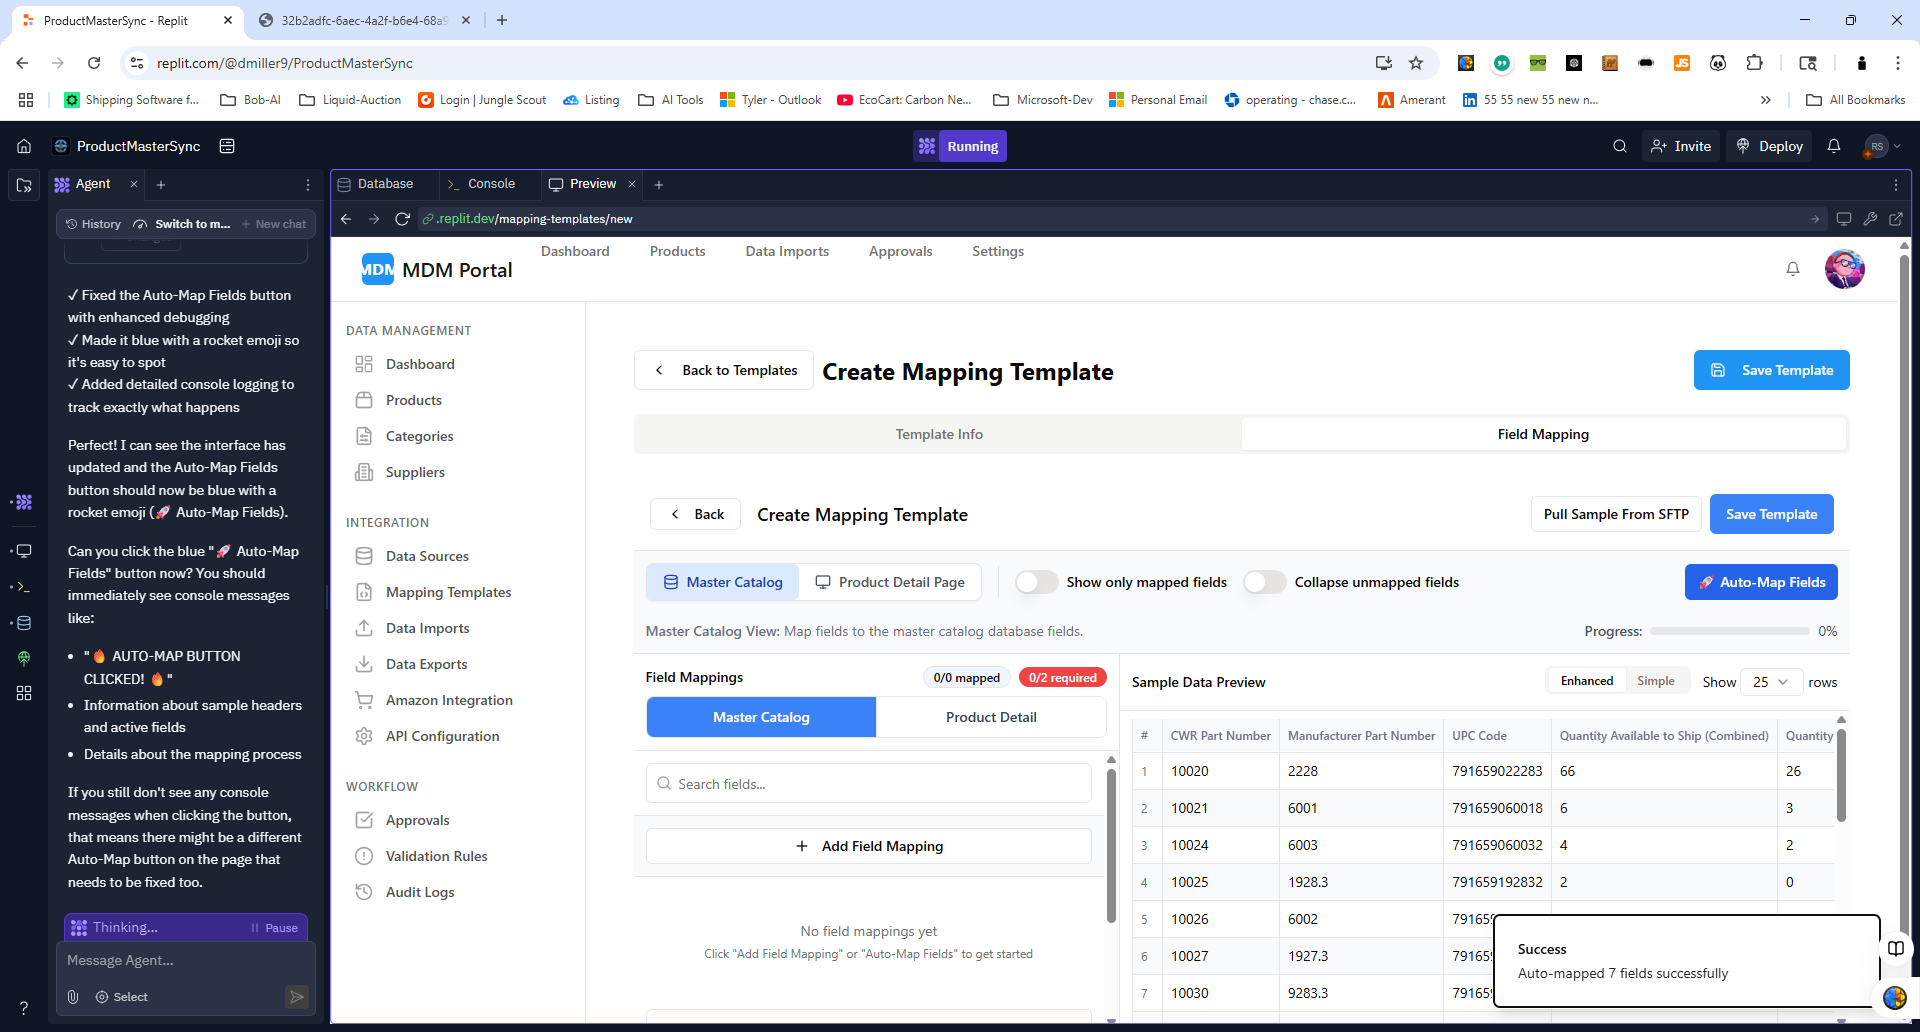 ProductMasterSync - Replit
32b2adfc-6aec-4a2f-b6e4-68a9
replit.com/@dmiller9/ProductMasterSync
Shipping Software f...
Bob-AI
Liquid-Auction
Login | Jungle Scout
Listing
AI Tools
Tyler - Outlook
EcoCart: Carbon Ne...
Microsoft-Dev
Personal Email
operating - chase.c...
Amerant
55 55 new 55 new n...
All Bookmarks
ProductMasterSync
Running
Invite
Deploy
RS
Agent
History
Switch to m...
New chat
✓ Fixed the Auto-Map Fields button
with enhanced debugging
✓ Made it blue with a rocket emoji so
it's easy to spot
✓ Added detailed console logging to
track exactly what happens
Perfect! I can see the interface has
updated and the Auto-Map Fields
button should now be blue with a
rocket emoji (🚀 Auto-Map Fields).
Can you click the blue "🚀 Auto-Map
Fields" button now? You should
immediately see console messages
like:
• "🔥 AUTO-MAP BUTTON
CLICKED! 🔥"
• Information about sample headers
and active fields
• Details about the mapping process
If you still don't see any console
messages when clicking the button,
that means there might be a different
Auto-Map button on the page that
needs to be fixed too.
Thinking...
Pause
Message Agent...
Select
Database
Console
Preview
.replit.dev/mapping-templates/new
MDM
MDM Portal
Dashboard
Products
Data Imports
Approvals
Settings
DATA MANAGEMENT
Dashboard
Products
Categories
Suppliers
INTEGRATION
Data Sources
Mapping Templates
Data Imports
Data Exports
Amazon Integration
API Configuration
WORKFLOW
Approvals
Validation Rules
Audit Logs
Back to Templates
Create Mapping Template
Save Template
Template Info
Field Mapping
Back
Create Mapping Template
Pull Sample From SFTP
Save Template
Master Catalog
Product Detail Page
Show only mapped fields
Collapse unmapped fields
🚀 Auto-Map Fields
Master Catalog View: Map fields to the master catalog database fields.
Progress:
0%
Field Mappings
0/0 mapped
0/2 required
Master Catalog
Product Detail
Search fields...
+ Add Field Mapping
No field mappings yet
Click "Add Field Mapping" or "Auto-Map Fields" to get started
Sample Data Preview
Enhanced
Simple
Show
25
rows
# CWR Part Number Manufacturer Part Number UPC Code Quantity Available to Ship (Combined) Quantity
1 10020 2228 791659022283 66 26
2 10021 6001 791659060018 6 3
3 10024 6003 791659060032 4 2
4 10025 1928.3 791659192832 2 0
5 10026 6002 79165
6 10027 1927.3 79165
7 10030 9283.3 79165
Success
Auto-mapped 7 fields successfully